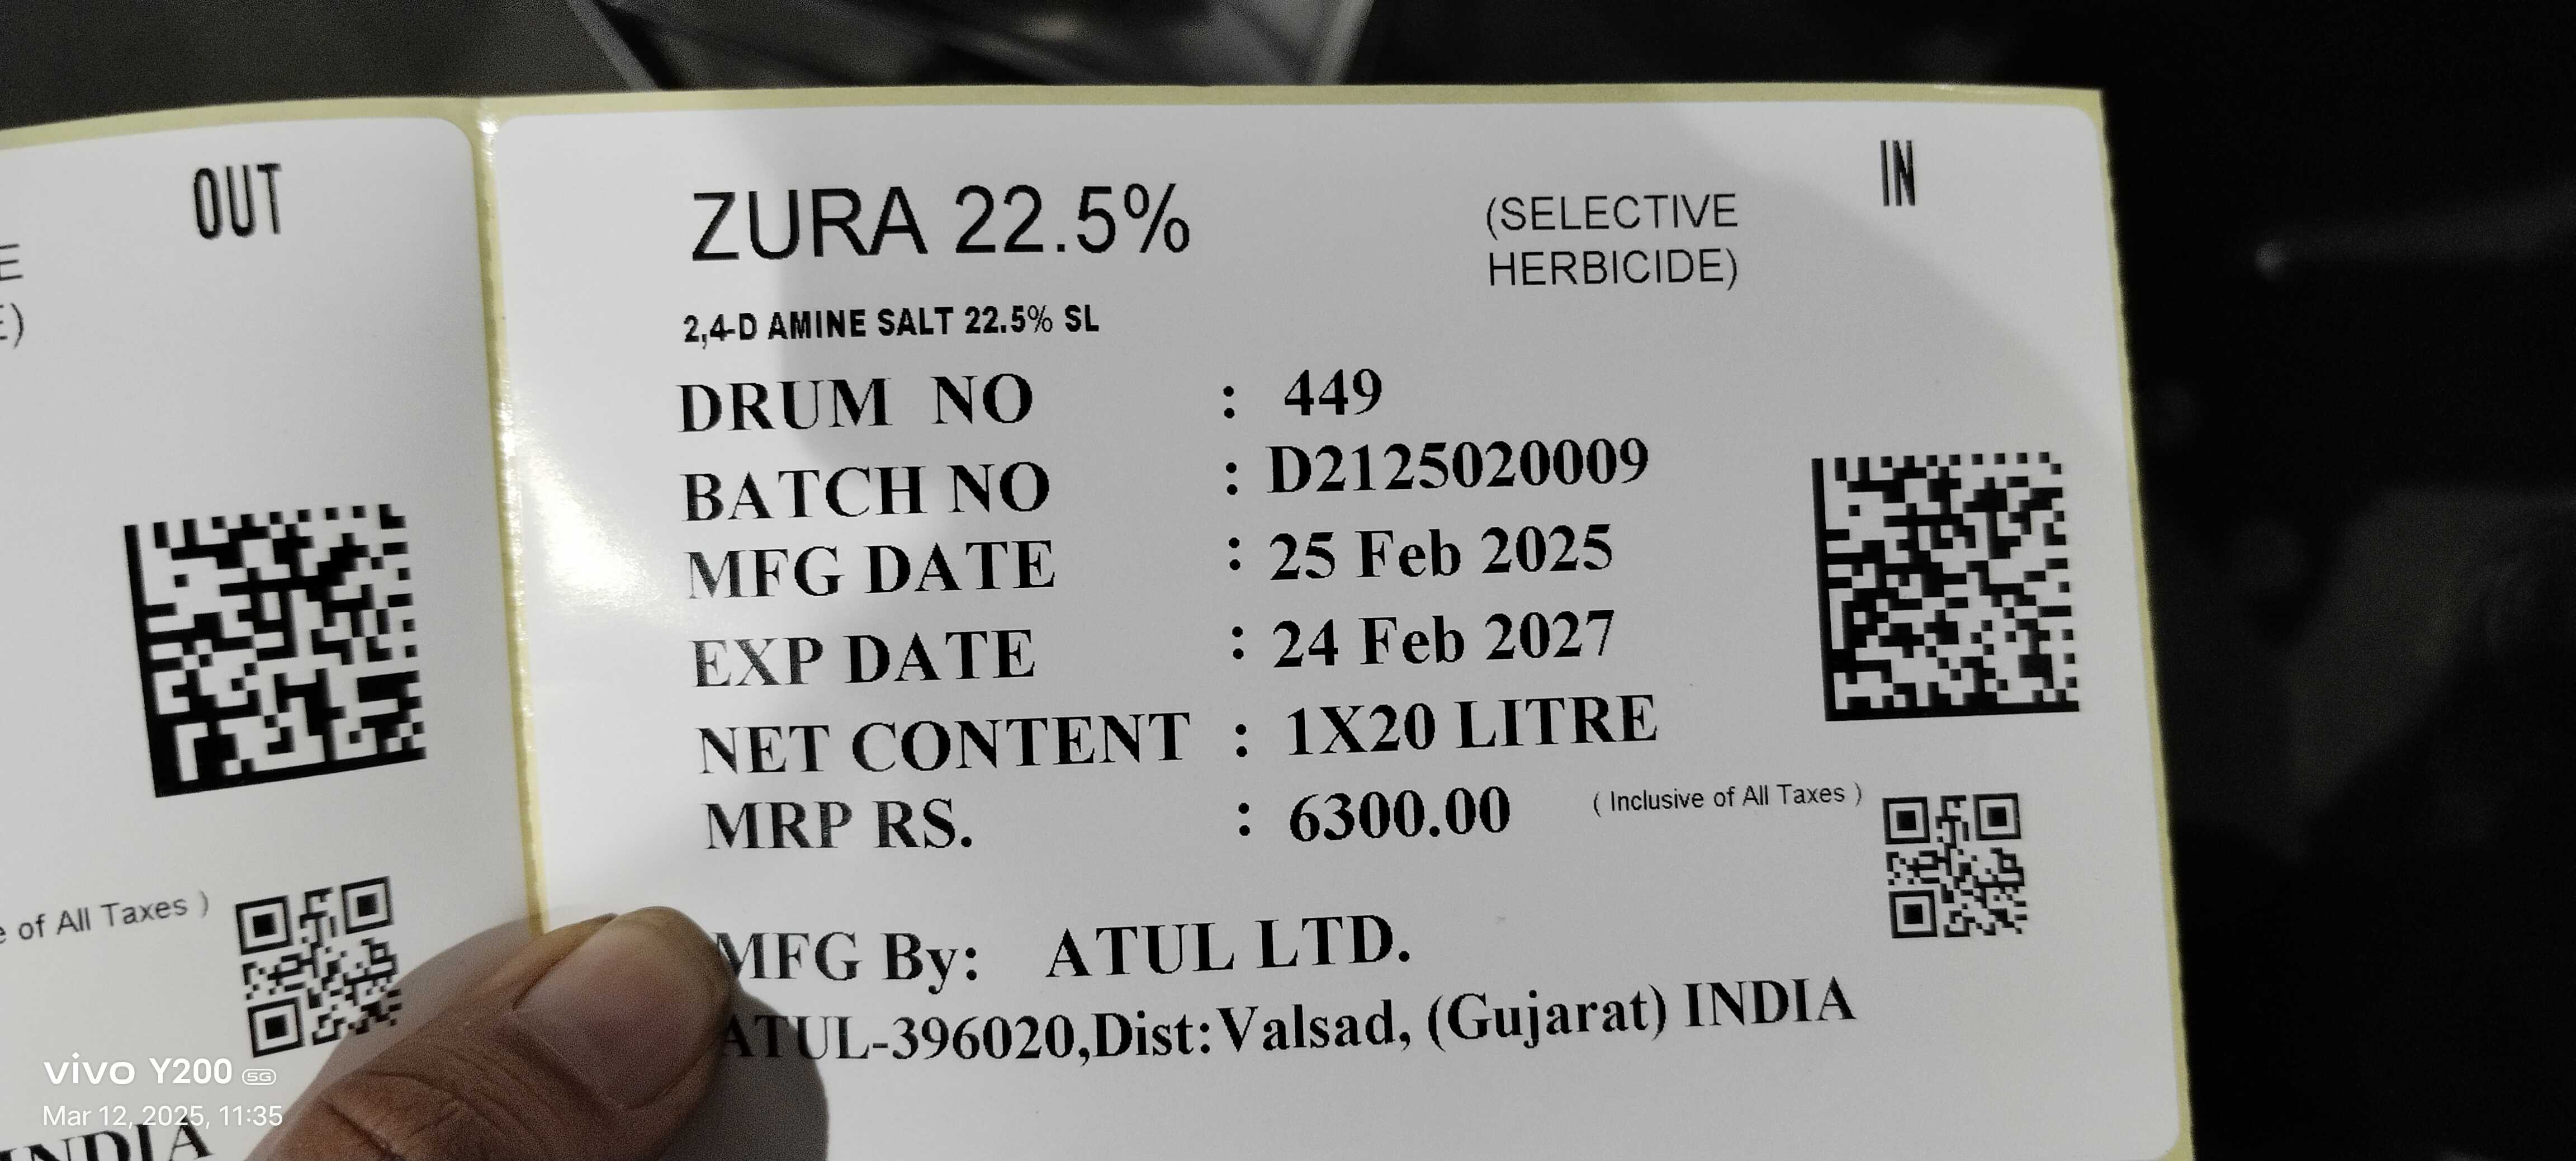 OUT
E
E)
e of All Taxes )
INDIA
IN
ZURA 22.5%
(SELECTIVE
HERBICIDE)
2,4-D AMINE SALT 22.5% SL
DRUM NO : 449
BATCH NO : D2125020009
MFG DATE : 25 Feb 2025
EXP DATE : 24 Feb 2027
NET CONTENT : 1X20 LITRE
MRP RS. : 6300.00 ( Inclusive of All Taxes )
MFG By: ATUL LTD.
ATUL-396020,Dist:Valsad, (Gujarat) INDIA
vivo Y200 5G
Mar 12, 2025, 11:35